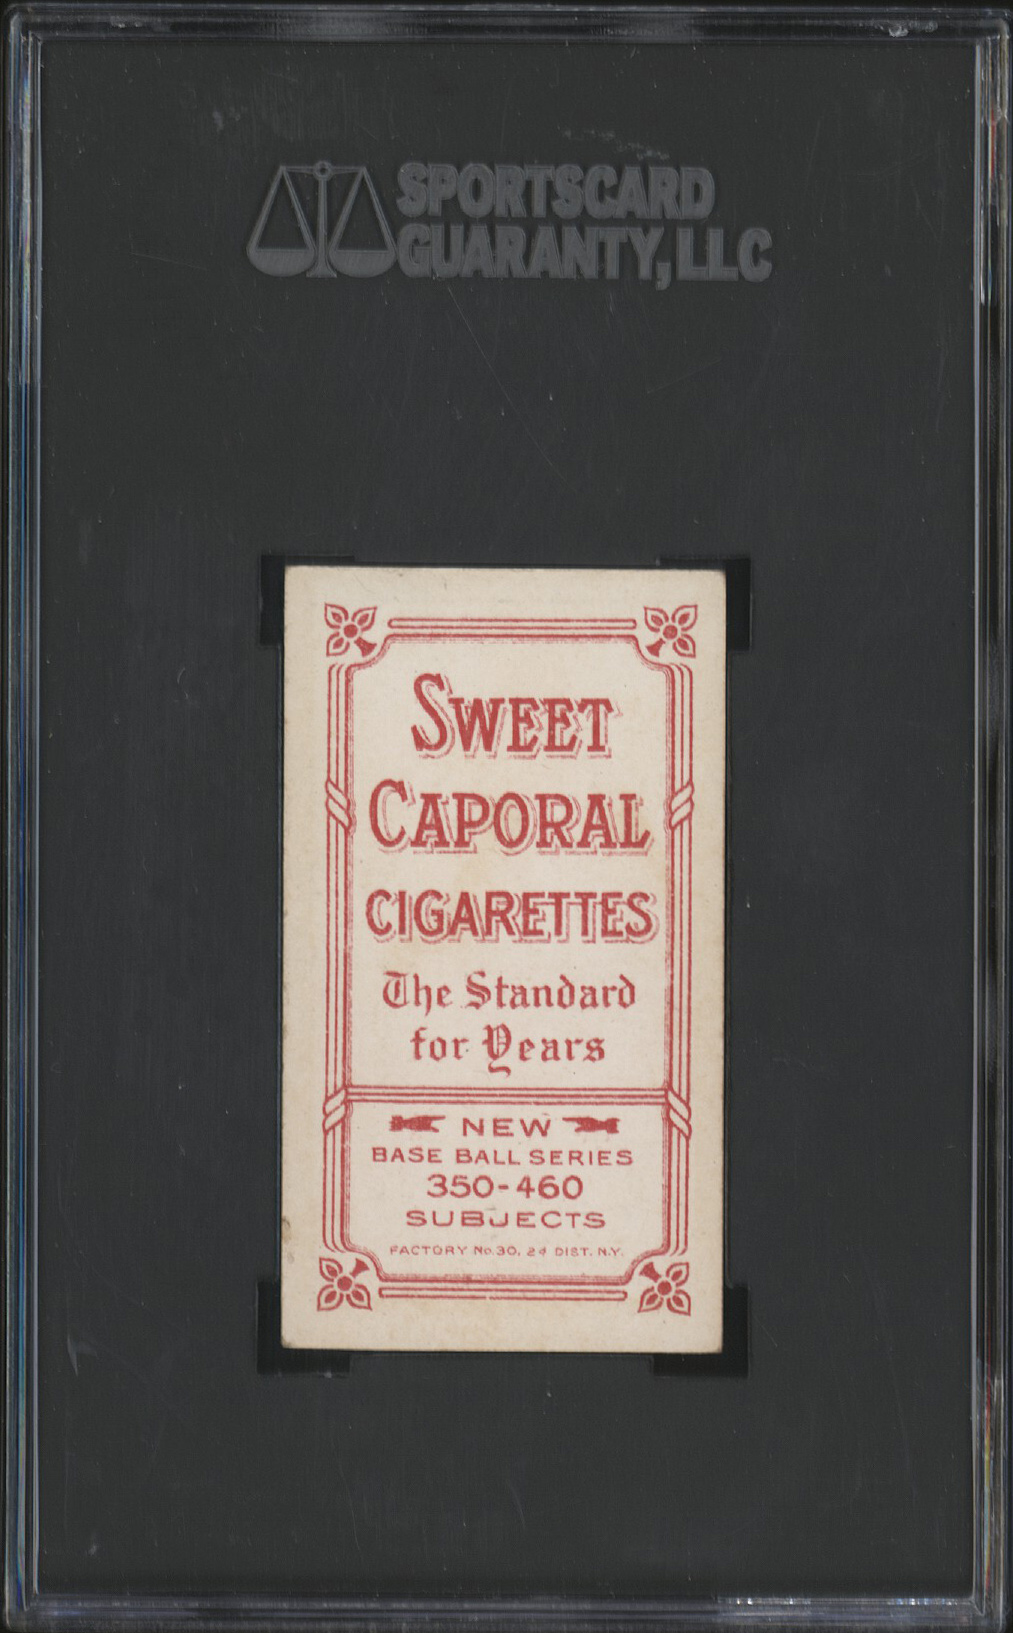 SPORTSCARD
GUARANTY, LLC
SWEET
CAPORAL
CIGARETTES
The Standard
for Years
NEW
BASE BALL SERIES
350-460
SUBJECTS
FACTORY No. 30, 2d DIST. N.Y.